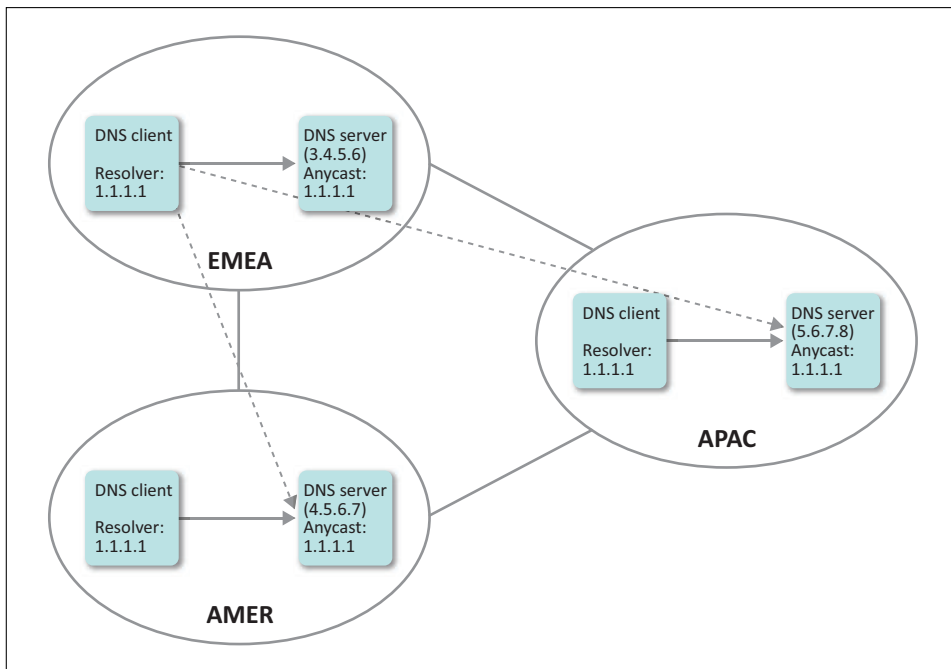 DNS client
Resolver:
1.1.1.1
DNS server
(3.4.5.6)
Anycast:
1.1.1.1
EMEA
DNS client
Resolver:
1.1.1.1
DNS server
(5.6.7.8)
Anycast:
1.1.1.1
APAC
DNS client
Resolver:
1.1.1.1
DNS server
(4.5.6.7)
Anycast:
1.1.1.1
AMER